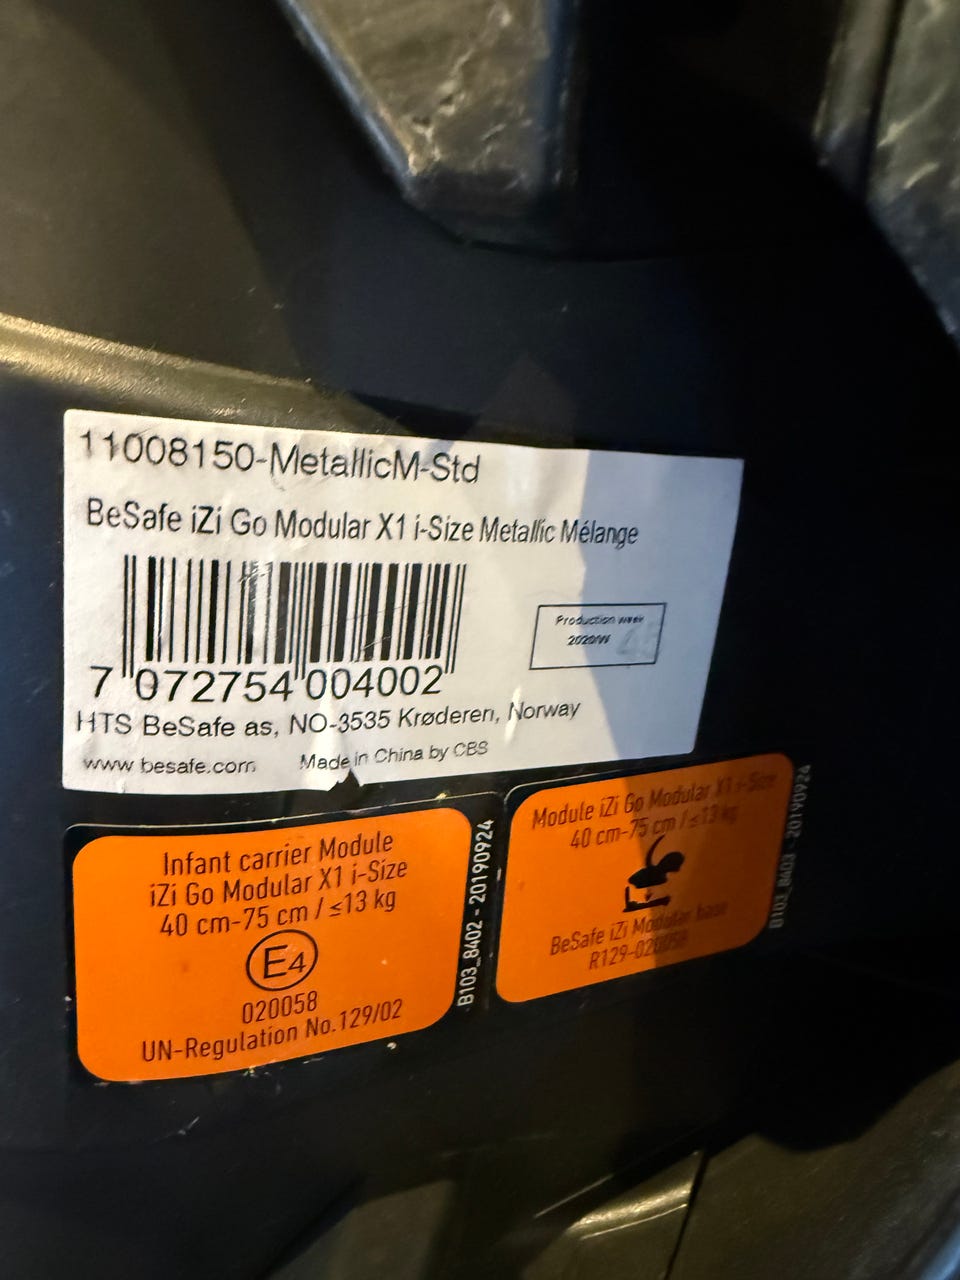 11008150-MetallicM-Std
BeSafe iZi Go Modular X1 i-Size Metallic Mélange
Production week
2020/W
7 072754 004002
HTS BeSafe as, NO-3535 Krøderen, Norway
www.besafe.com Made in China by CBS
Infant carrier Module
iZi Go Modular X1 i-Size
40 cm-75 cm / ≤13 kg
E4
020058
UN-Regulation No.129/02
B103_8402 - 20190924
Module iZi Go Modular X1 i-Size
40 cm-75 cm / ≤13 kg
BeSafe iZi Modular base
R129-020058
B103_8403 - 20190924